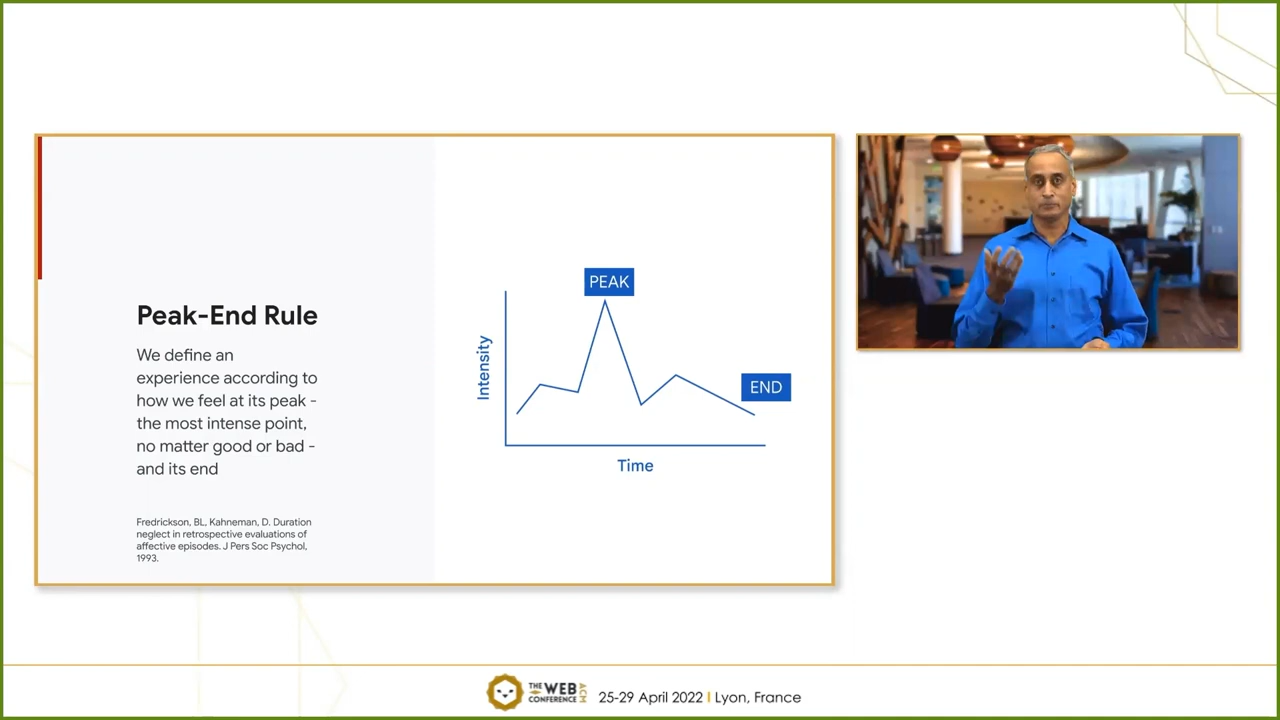 Peak-End Rule
We define an
experience according to
how we feel at its peak -
the most intense point,
no matter good or bad -
and its end
Fredrickson, BL, Kahneman, D. Duration
neglect in retrospective evaluations of
affective episodes. J Pers Soc Psychol,
1993.
PEAK
END
Intensity
Time
THE WEB
CONFERENCE
ACM
25-29 April 2022 I Lyon, France